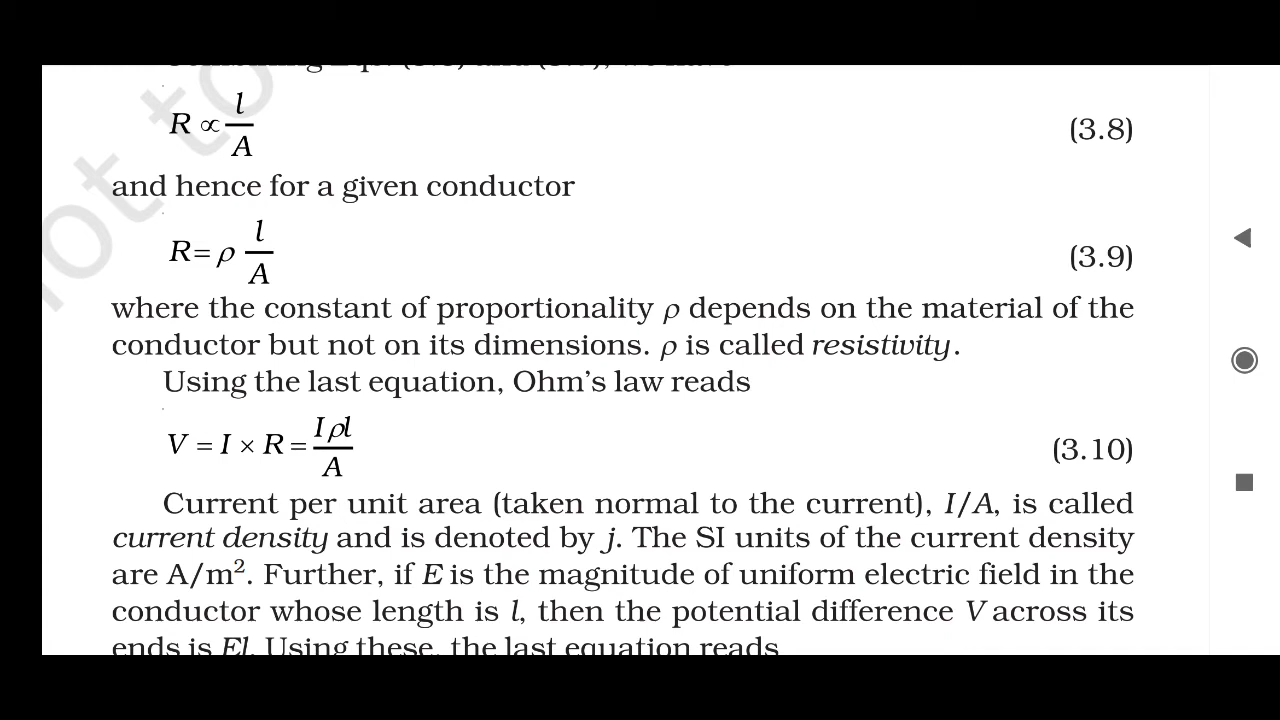 R ∝ l/A (3.8)
and hence for a given conductor
R = ρ l/A (3.9)
where the constant of proportionality ρ depends on the material of the
conductor but not on its dimensions. ρ is called resistivity.
Using the last equation, Ohm's law reads
V = I × R = Iρl/A (3.10)
Current per unit area (taken normal to the current), I/A, is called
current density and is denoted by j. The SI units of the current density
are A/m². Further, if E is the magnitude of uniform electric field in the
conductor whose length is l, then the potential difference V across its
ends is El. Using these, the last equation reads
not to